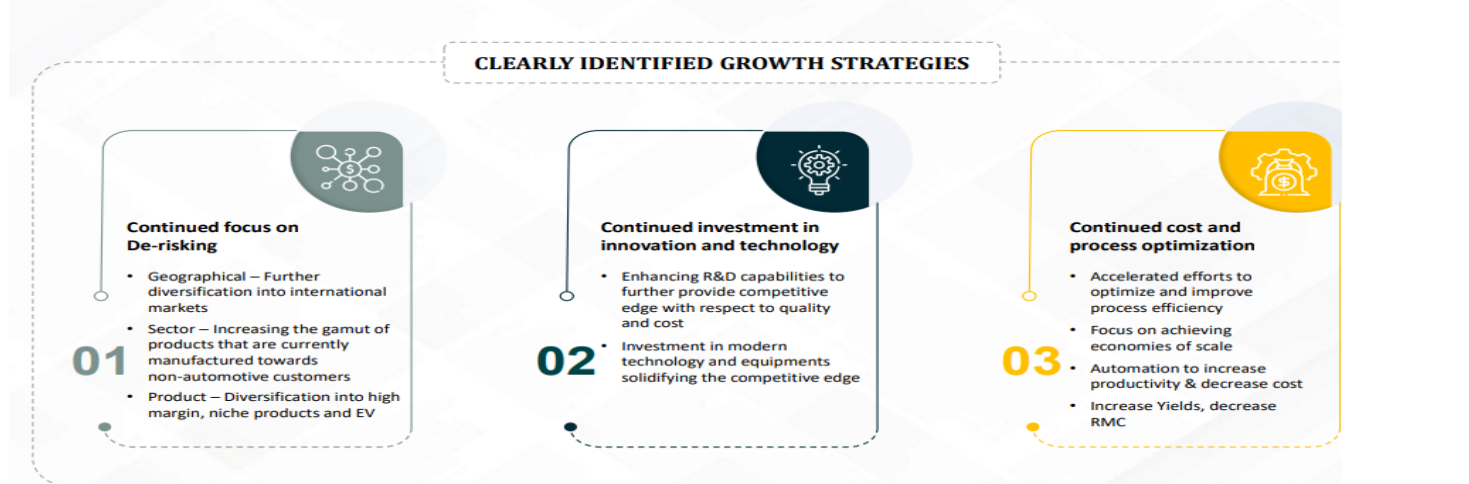 CLEARLY IDENTIFIED GROWTH STRATEGIES
01
Continued focus on
De-risking
• Geographical – Further
diversification into international
markets
• Sector – Increasing the gamut of
products that are currently
manufactured towards
non-automotive customers
• Product – Diversification into high
margin, niche products and EV
02
Continued investment in
innovation and technology
• Enhancing R&D capabilities to
further provide competitive
edge with respect to quality
and cost
• Investment in modern
technology and equipments
solidifying the competitive edge
03
Continued cost and
process optimization
• Accelerated efforts to
optimize and improve
process efficiency
• Focus on achieving
economies of scale
• Automation to increase
productivity & decrease cost
• Increase Yields, decrease
RMC